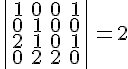 | 1 0 0 1 |
| 0 1 0 0 |
| 2 1 0 1 | = 2
| 0 2 2 0 |